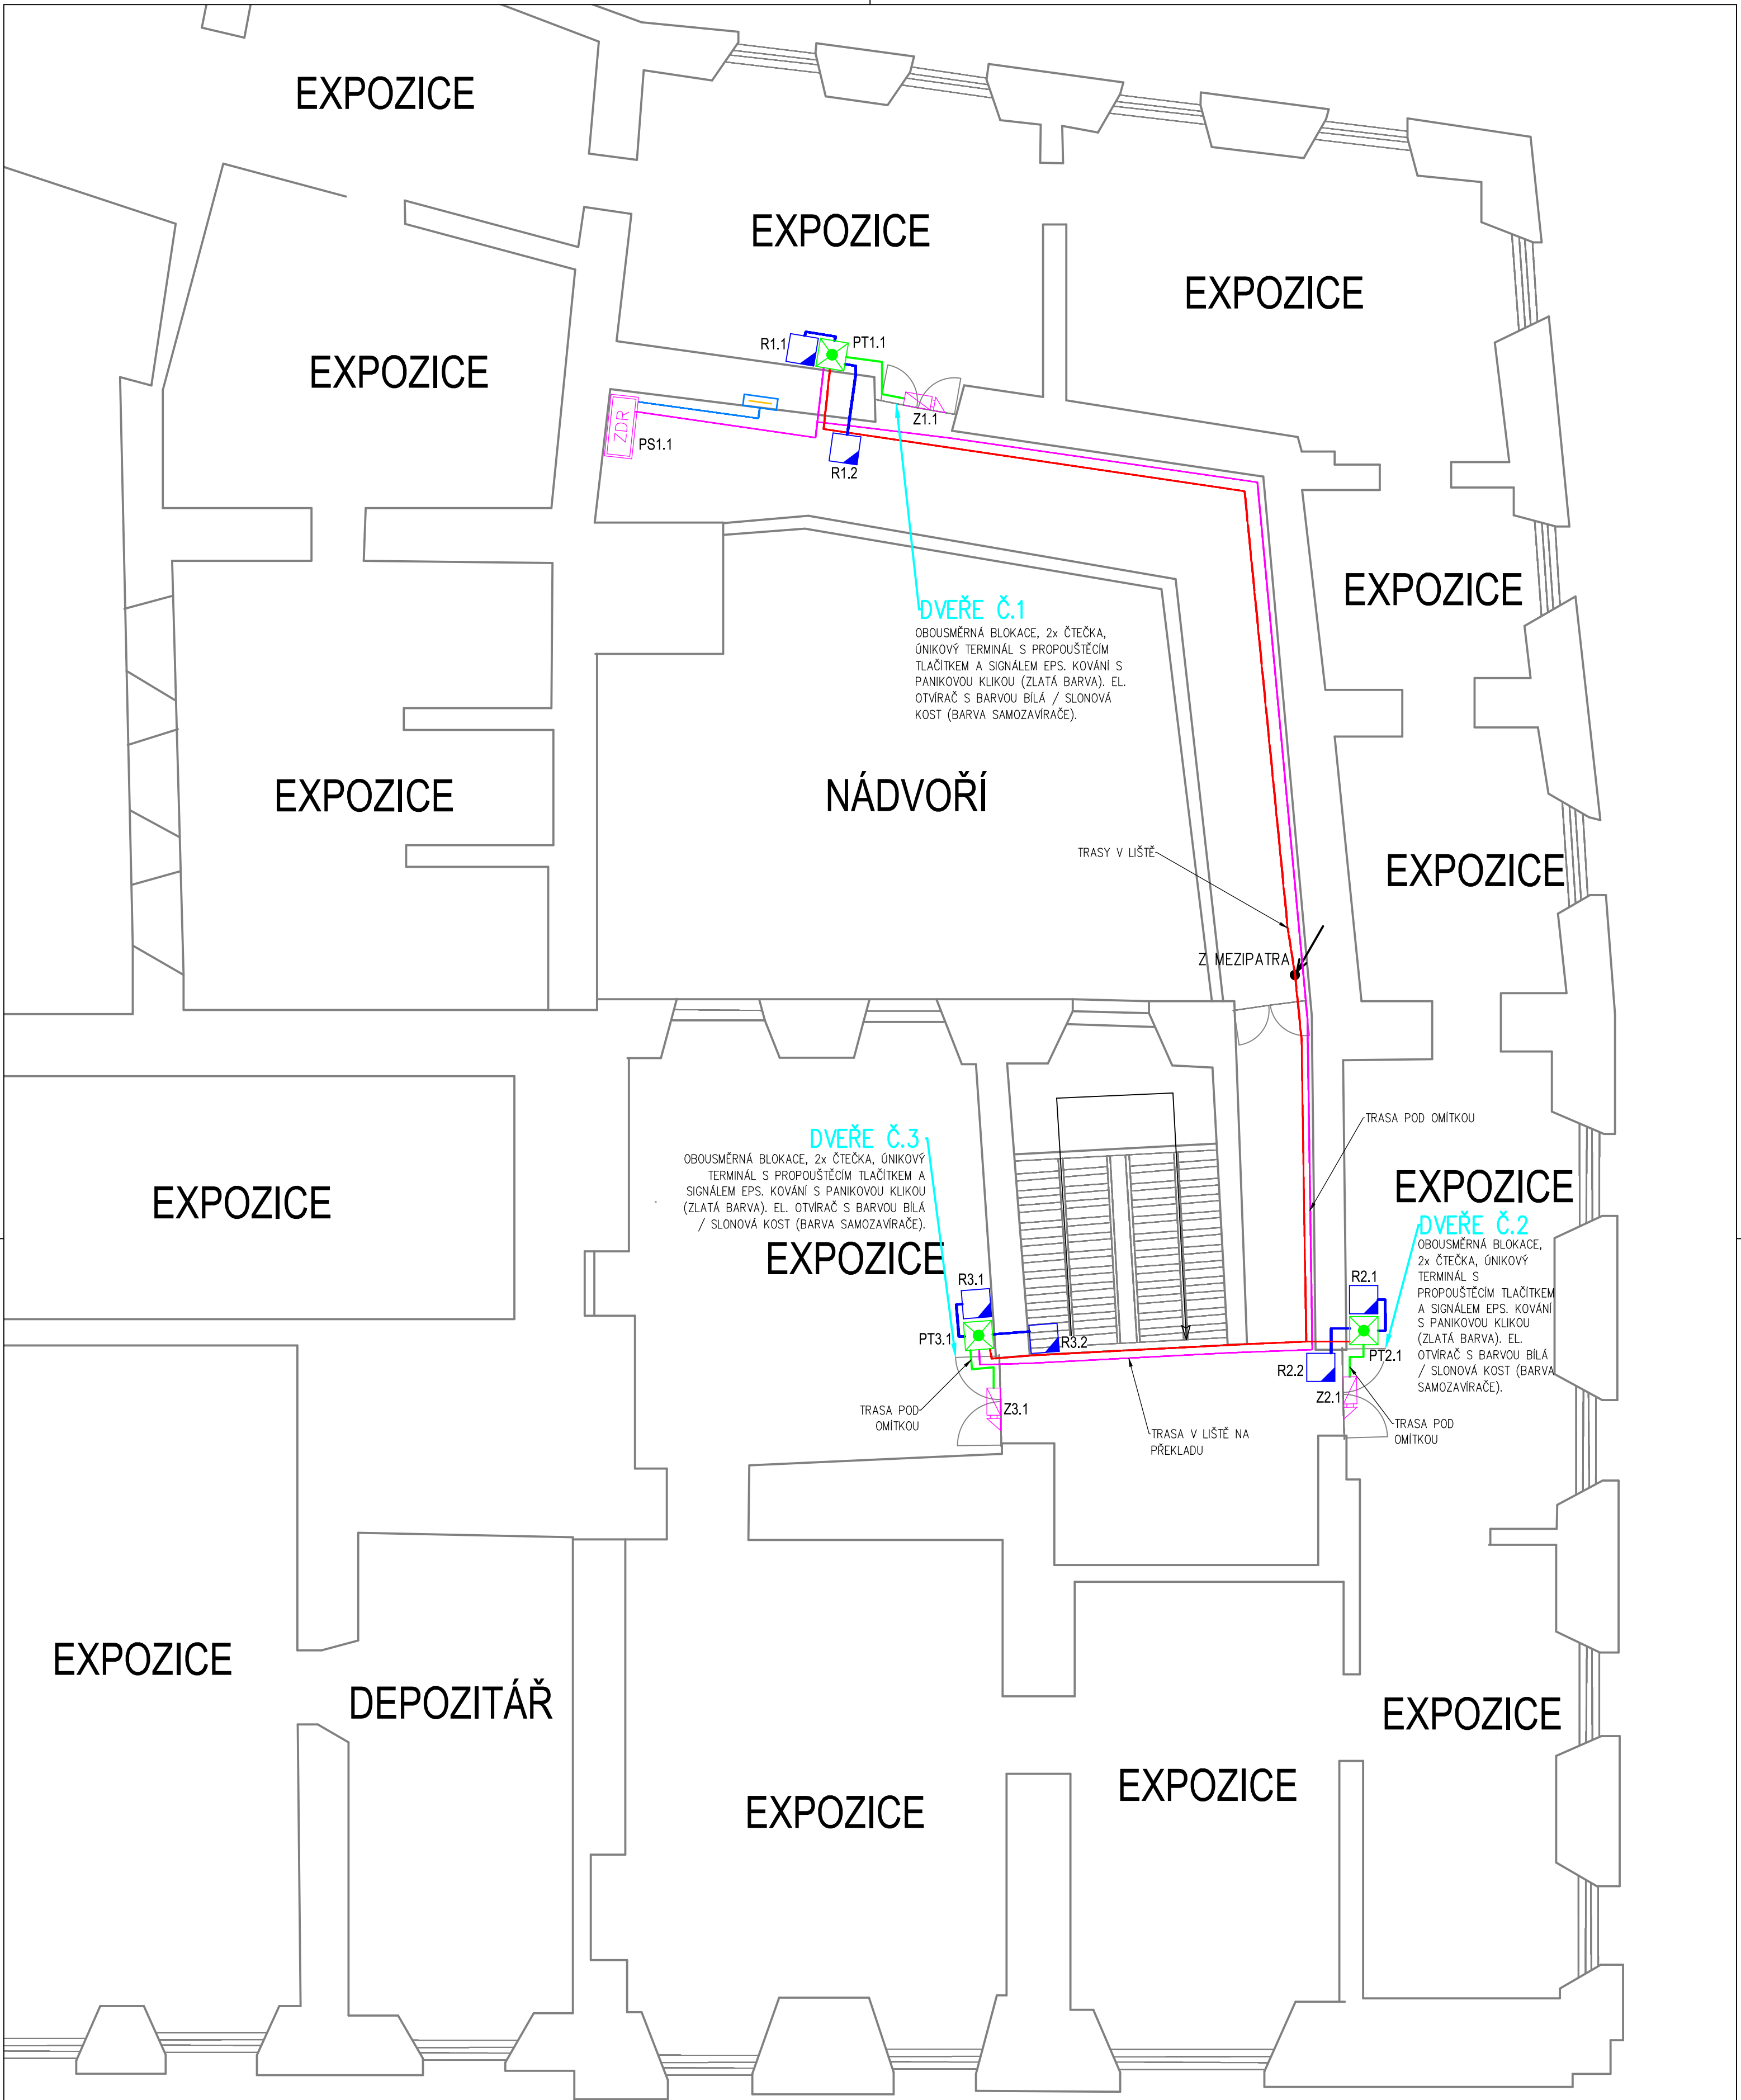 EXPOZICE
EXPOZICE
EXPOZICE
R1.1
PT1.1
EXPOZICE
Z1.1
ZDR
PS1.1
R1.2
EXPOZICE
DVEŘE Č.1
OBOUSMĚRNÁ BLOKACE, 2x ČTEČKA,
ÚNIKOVÝ TERMINÁL S PROPOUŠTĚCÍM
TLAČÍTKEM A SIGNÁLEM EPS. KOVÁNÍ S
PANIKOVOU KLIKOU (ZLATÁ BARVA). EL.
OTVÍRAČ S BARVOU BÍLÁ / SLONOVÁ
KOST (BARVA SAMOZAVÍRAČE).
EXPOZICE
NÁDVOŘÍ
TRASY V LIŠTĚ
EXPOZICE
Z MEZIPATRA
TRASA POD OMÍTKOU
DVEŘE Č.3
OBOUSMĚRNÁ BLOKACE, 2x ČTEČKA, ÚNIKOVÝ
TERMINÁL S PROPOUŠTĚCÍM TLAČÍTKEM A
SIGNÁLEM EPS. KOVÁNÍ S PANIKOVOU KLIKOU
(ZLATÁ BARVA). EL. OTVÍRAČ S BARVOU BÍLÁ
/ SLONOVÁ KOST (BARVA SAMOZAVÍRAČE).
EXPOZICE
EXPOZICE
EXPOZICE
DVEŘE Č.2
OBOUSMĚRNÁ BLOKACE,
2x ČTEČKA, ÚNIKOVÝ
TERMINÁL S
PROPOUŠTĚCÍM TLAČÍTKEM
A SIGNÁLEM EPS. KOVÁNÍ
S PANIKOVOU KLIKOU
(ZLATÁ BARVA). EL.
OTVÍRAČ S BARVOU BÍLÁ
/ SLONOVÁ KOST (BARVA
SAMOZAVÍRAČE).
R3.1
R2.1
PT3.1
R3.2
PT2.1
R2.2
Z2.1
Z3.1
TRASA POD
OMÍTKOU
TRASA V LIŠTĚ NA
PŘEKLADU
TRASA POD
OMÍTKOU
EXPOZICE
DEPOZITÁŘ
EXPOZICE
EXPOZICE
EXPOZICE